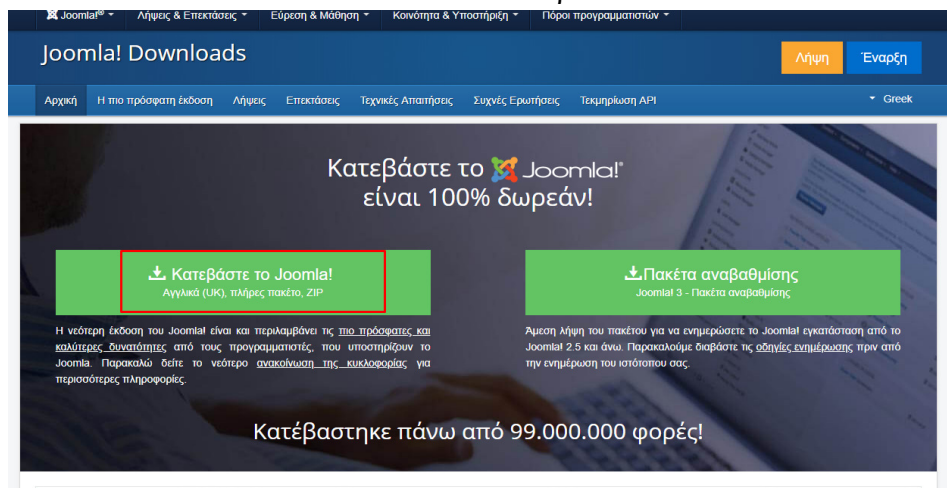 Joomla!® Λήψεις & Επεκτάσεις Εύρεση & Μάθηση Κοινότητα & Υποστήριξη Πόροι προγραμματιστών
Joomla! Downloads
Λήψη Έναρξη
Αρχική Η πιο πρόσφατη έκδοση Λήψεις Επεκτάσεις Τεχνικές Απαιτήσεις Συχνές Ερωτήσεις Τεκμηρίωση API Greek
Κατεβάστε το Joomla!®
είναι 100% δωρεάν!
Κατεβάστε το Joomla!
Αγγλικά (UK), πλήρες πακέτο, ZIP
Η νεότερη έκδοση του Joomla! είναι και περιλαμβάνει τις πιο πρόσφατες και
καλύτερες δυνατότητες από τους προγραμματιστές, που υποστηρίζουν το
Joomla. Παρακαλώ δείτε το νεότερο ανακοίνωση της κυκλοφορίας για
περισσότερες πληροφορίες.
Πακέτα αναβαθμίσης
Joomla! 3 - Πακέτα αναβαθμίσης
Άμεση λήψη του πακέτου για να ενημερώσετε το Joomla! εγκατάσταση από το
Joomla! 2.5 και άνω. Παρακαλούμε διαβάστε τις οδηγίες ενημέρωσης πριν από
την ενημέρωση του ιστότοπου σας.
Κατέβαστηκε πάνω από 99.000.000 φορές!